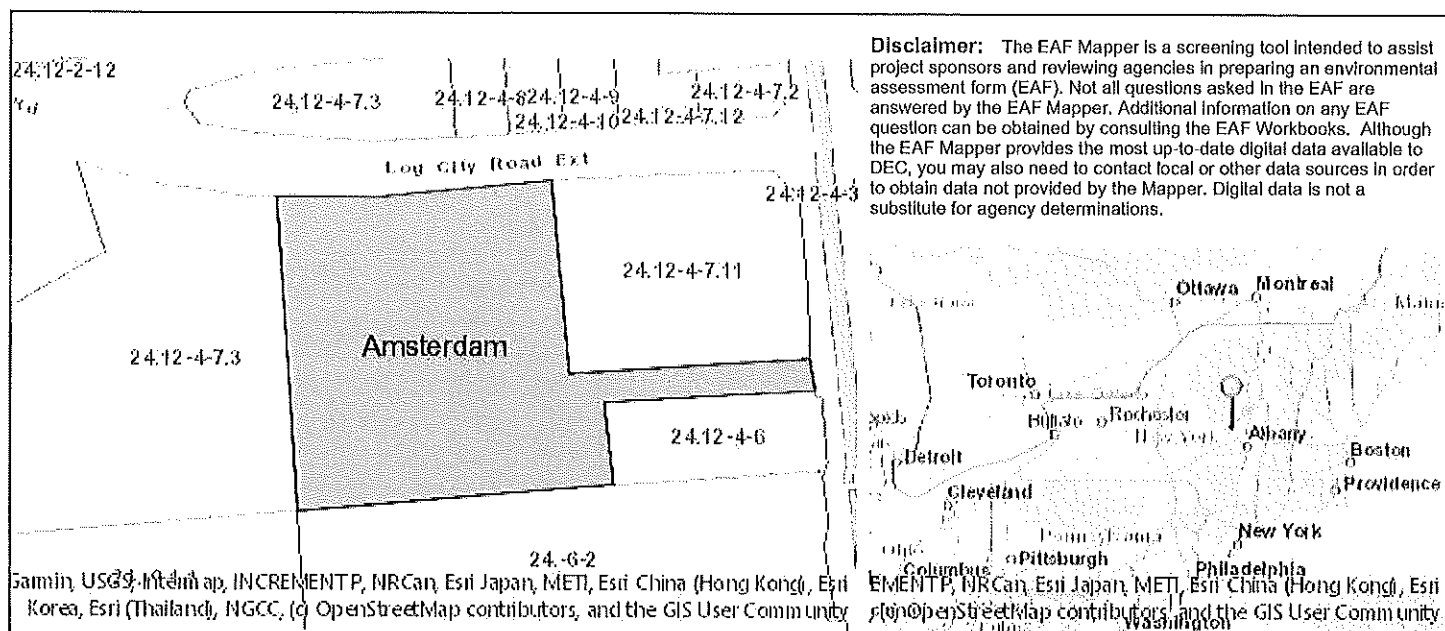 Disclaimer: The EAF Mapper is a screening tool intended to assist
project sponsors and reviewing agencies in preparing an environmental
assessment form (EAF). Not all questions asked in the EAF are
answered by the EAF Mapper. Additional information on any EAF
question can be obtained by consulting the EAF Workbooks. Although
the EAF Mapper provides the most up-to-date digital data available to
DEC, you may also need to contact local or other data sources in order
to obtain data not provided by the Mapper. Digital data is not a
substitute for agency determinations.
24.12-2-12
24.12-4-7.3
24.12-4-8
24.12-4-9
24.12-4-7.2
24.12-4-10
24.12-4-7.12
Log City Road Ext
24.12-4-3
24.12-4-7.11
24.12-4-7.3
Amsterdam
24.12-4-6
24.-6-2
Garmin, USGS, Intermap, INCREMENT P, NRCan, Esri Japan, METI, Esri China (Hong Kong), Esri
Korea, Esri (Thailand), NGCC, (c) OpenStreetMap contributors, and the GIS User Community
Ottawa
Montreal
Toronto
Buffalo
Rochester
New York
Albany
Detroit
Boston
Providence
Cleveland
New York
Pittsburgh
Columbus
Philadelphia
EMENT P, NRCan, Esri Japan, METI, Esri China (Hong Kong), Esri
OpenStreetMap contributors, and the GIS User Community
Washington